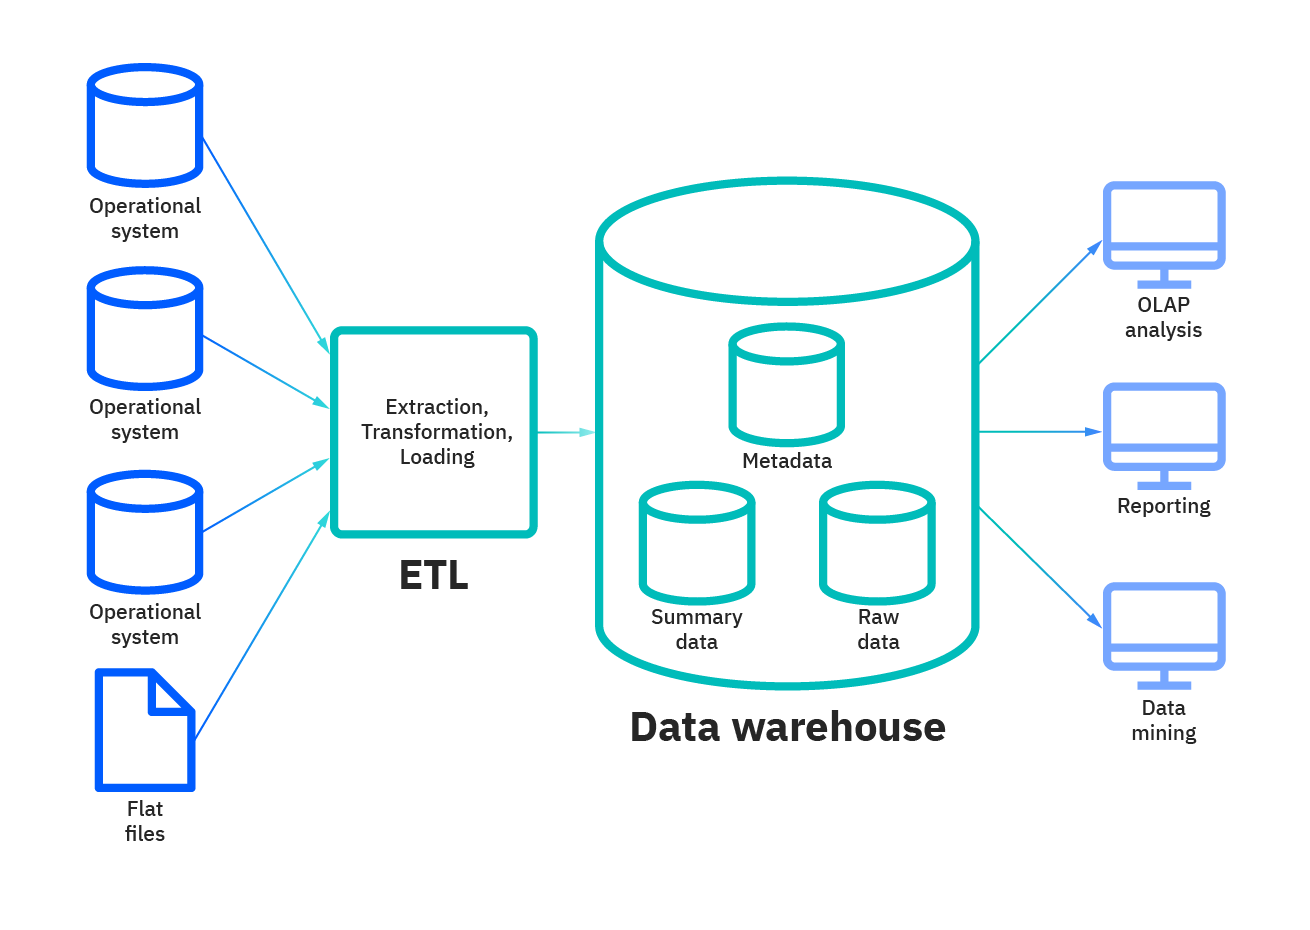 Operational
system
Operational
system
Operational
system
Flat
files
Extraction,
Transformation,
Loading
ETL
Metadata
Summary
data
Raw
data
Data warehouse
OLAP
analysis
Reporting
Data
mining